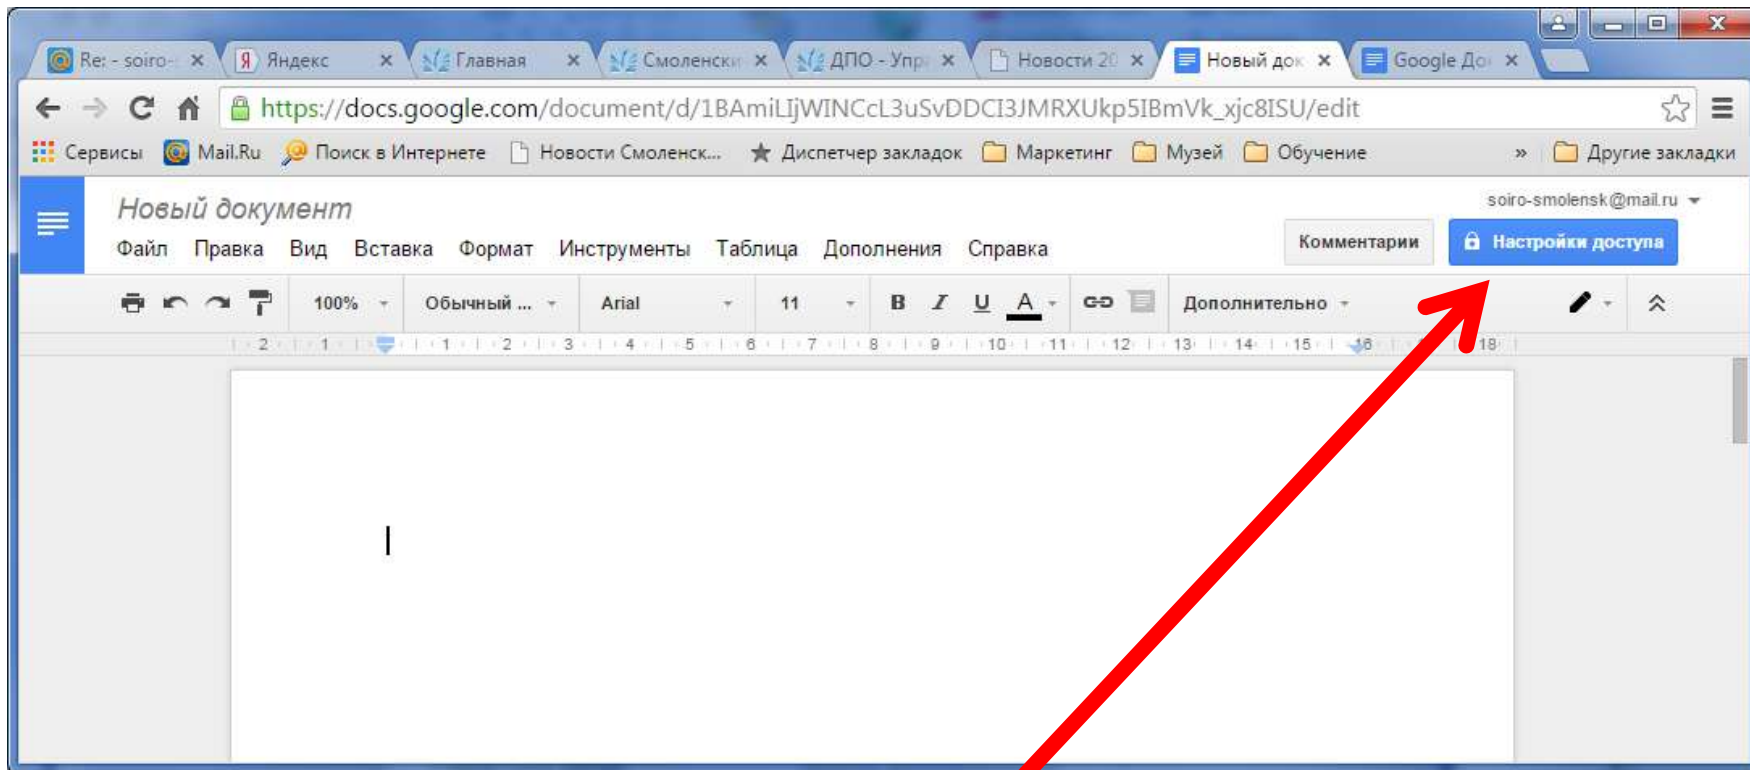 Re: - soiro-
Яндекс
Главная
Смоленски
ДПО - Упр
Новости 20
Новый док
Google До
https://docs.google.com/document/d/1BAmiLIjWINCcL3uSvDDCI3JMRXUkp5IBmVk_xjc8ISU/edit
Сервисы Mail.Ru Поиск в Интернете Новости Смоленск... Диспетчер закладок Маркетинг Музей Обучение » Другие закладки
Новый документ
soiro-smolensk@mail.ru
Файл Правка Вид Вставка Формат Инструменты Таблица Дополнения Справка
Комментарии
Настройки доступа
100% Обычный ... Arial 11 B I U A Дополнительно
2 1 1 2 3 4 5 6 7 8 9 10 11 12 13 14 15 16 18